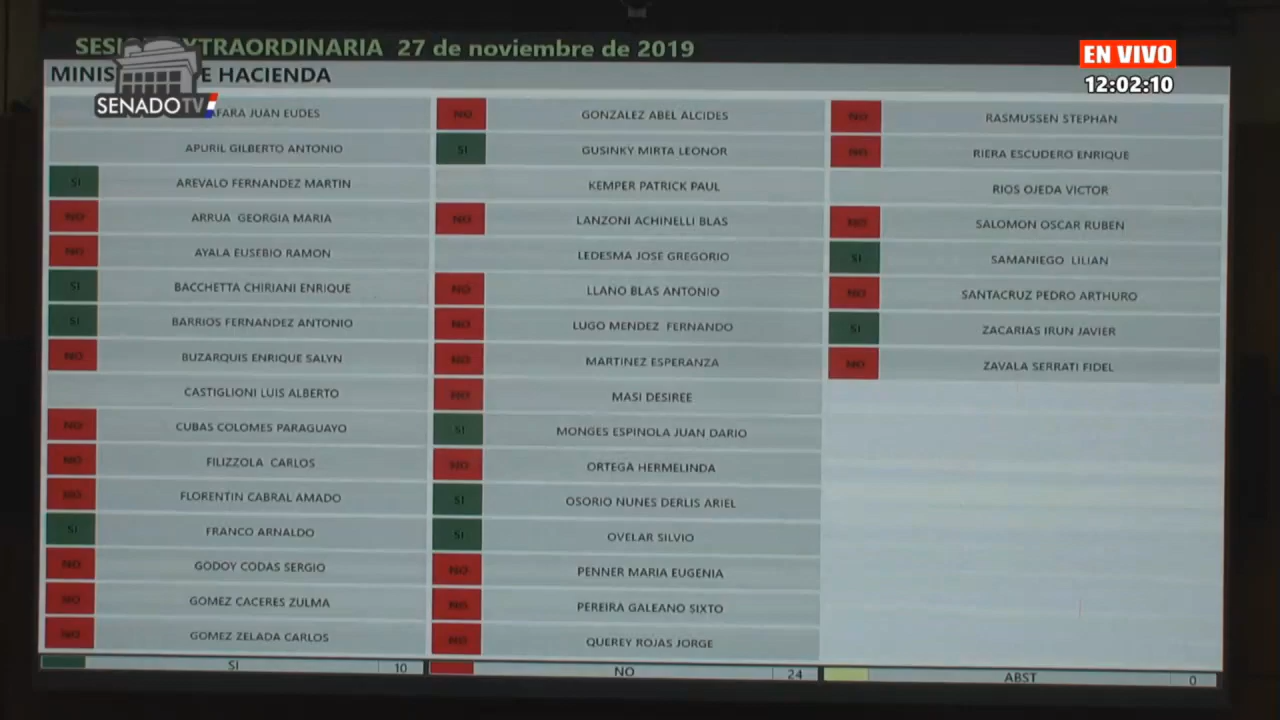 SESI EXTRAORDINARIA 27 de noviembre de 2019
EN VIVO
12:02:10
MINIS E HACIENDA
SENADO TV
AFARA JUAN EUDES
APURIL GILBERTO ANTONIO
SI AREVALO FERNANDEZ MARTIN
NO ARRUA GEORGIA MARIA
NO AYALA EUSEBIO RAMON
SI BACCHETTA CHIRIANI ENRIQUE
SI BARRIOS FERNANDEZ ANTONIO
NO BUZARQUIS ENRIQUE SALYN
CASTIGLIONI LUIS ALBERTO
NO CUBAS COLOMES PARAGUAYO
NO FILIZZOLA CARLOS
NO FLORENTIN CABRAL AMADO
SI FRANCO ARNALDO
NO GODOY CODAS SERGIO
NO GOMEZ CACERES ZULMA
NO GOMEZ ZELADA CARLOS
NO GONZALEZ ABEL ALCIDES
SI GUSINKY MIRTA LEONOR
KEMPER PATRICK PAUL
NO LANZONI ACHINELLI BLAS
LEDESMA JOSE GREGORIO
NO LLANO BLAS ANTONIO
NO LUGO MENDEZ FERNANDO
NO MARTINEZ ESPERANZA
NO MASI DESIREE
SI MONGES ESPINOLA JUAN DARIO
NO ORTEGA HERMELINDA
SI OSORIO NUNES DERLIS ARIEL
SI OVELAR SILVIO
NO PENNER MARIA EUGENIA
NO PEREIRA GALEANO SIXTO
NO QUEREY ROJAS JORGE
NO RASMUSSEN STEPHAN
NO RIERA ESCUDERO ENRIQUE
RIOS OJEDA VICTOR
NO SALOMON OSCAR RUBEN
SI SAMANIEGO LILIAN
NO SANTACRUZ PEDRO ARTHURO
SI ZACARIAS IRUN JAVIER
NO ZAVALA SERRATI FIDEL
SI 10
NO 24
ABST 0